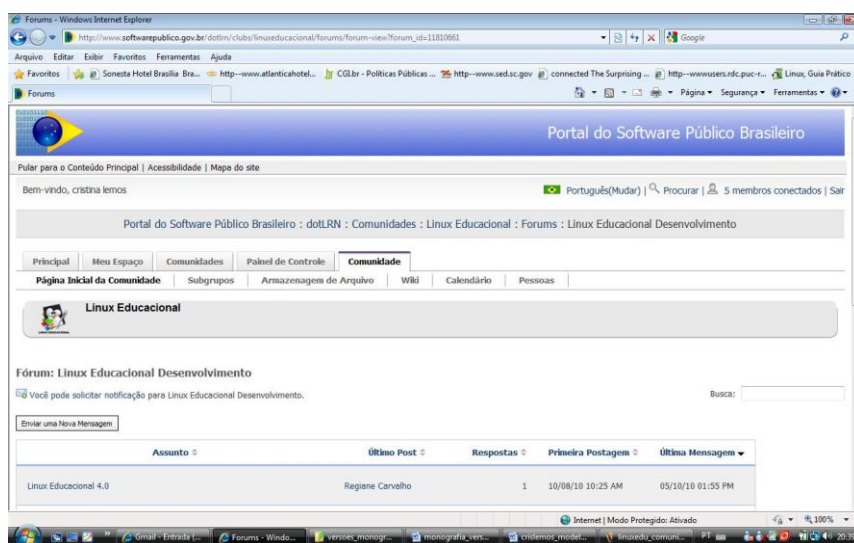 Forums - Windows Internet Explorer
http://www.softwarepublico.gov.br/dotlrn/clubs/linuxeducacional/forums/forum-view?forum_id=11810661
Google
Arquivo Editar Exibir Favoritos Ferramentas Ajuda
Favoritos Sonesta Hotel Brasília Bra... http--www.atlanticahotel... CGI.br - Políticas Públicas ... http--www.sed.sc.gov connected The Surprising ... http--wwwusers.rdc.puc-r... Linux, Guia Prático
Forums Página Segurança Ferramentas
Portal do Software Público Brasileiro
Pular para o Conteúdo Principal | Acessibilidade | Mapa do site
Bem-vindo, cristina lemos Português(Mudar) | Procurar | 5 membros conectados | Sair
Portal do Software Público Brasileiro : dotLRN : Comunidades : Linux Educacional : Forums : Linux Educacional Desenvolvimento
Principal Meu Espaço Comunidades Painel de Controle Comunidade
Página Inicial da Comunidade Subgrupos Armazenagem de Arquivo Wiki Calendário Pessoas
Linux Educacional
Fórum: Linux Educacional Desenvolvimento
Você pode solicitar notificação para Linux Educacional Desenvolvimento. Busca:
Enviar uma Nova Mensagem
Assunto Último Post Respostas Primeira Postagem Última Mensagem
Linux Educacional 4.0 Regiane Carvalho 1 10/08/10 10:25 AM 05/10/10 01:55 PM
Internet | Modo Protegido: Ativado 100%
Gmail - Entrada (... Forums - Windo... versoes_monogr... monografia_vers... crislemos_model... linuxedu_comuni... PT 20:39